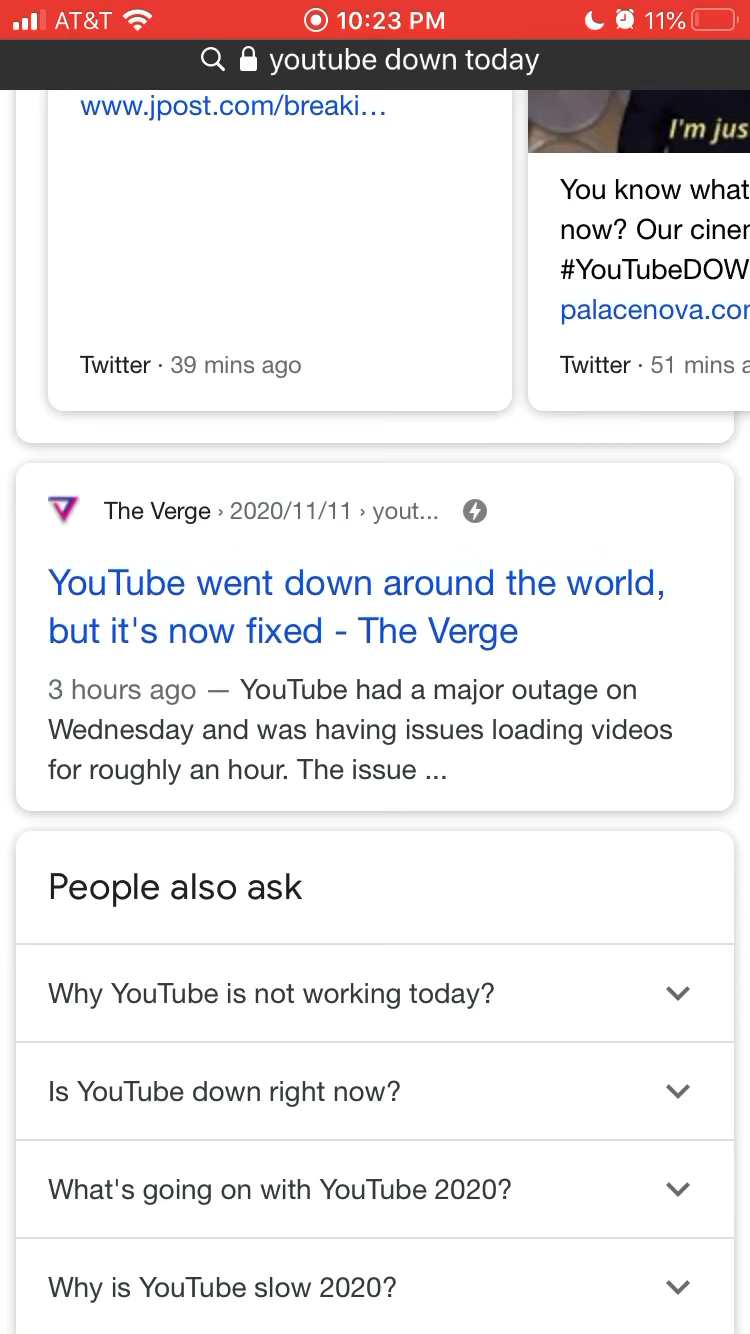 AT&T 10:23 PM 11%
youtube down today
www.jpost.com/breaki...
I'm jus
You know what
now? Our ciner
#YouTubeDOW
palacenova.cor
Twitter · 39 mins ago
Twitter · 51 mins a
The Verge › 2020/11/11 › yout...
YouTube went down around the world,
but it's now fixed - The Verge
3 hours ago — YouTube had a major outage on
Wednesday and was having issues loading videos
for roughly an hour. The issue ...
People also ask
Why YouTube is not working today?
Is YouTube down right now?
What's going on with YouTube 2020?
Why is YouTube slow 2020?